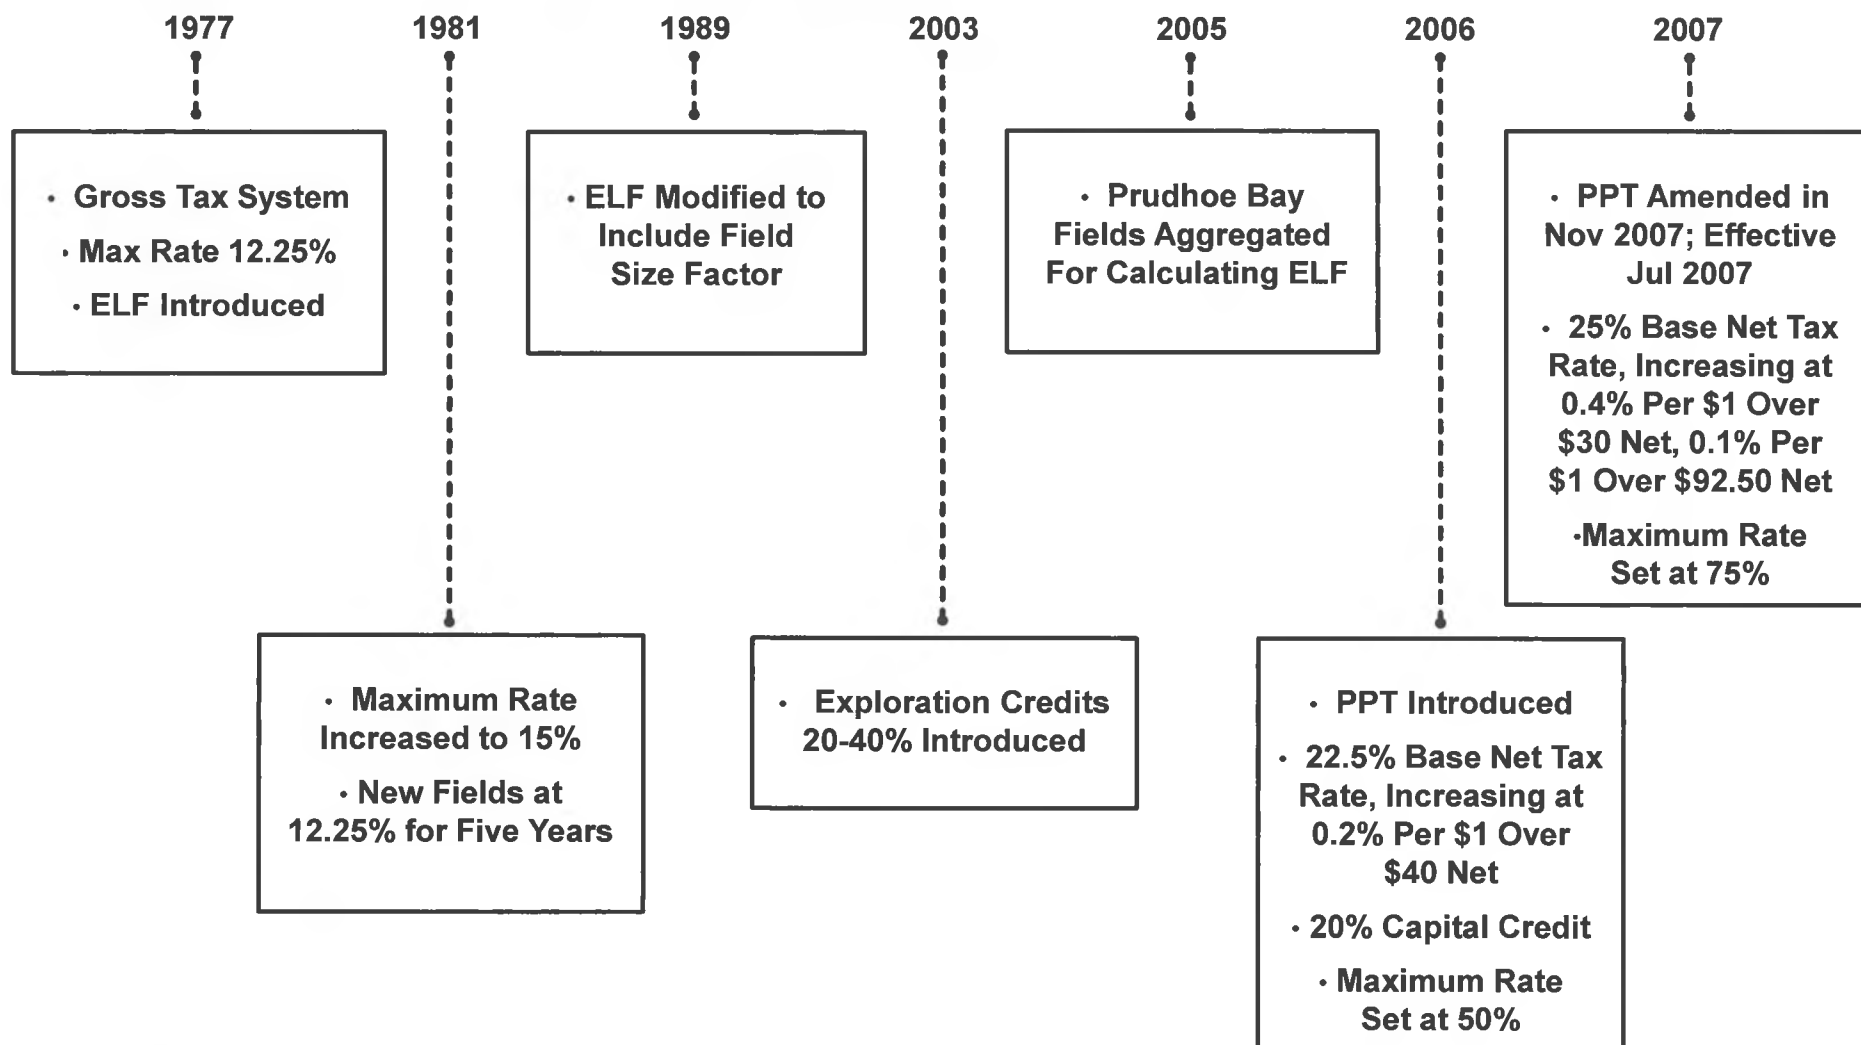 1977
1981
1989
2003
2005
2006
2007
· Gross Tax System
· Max Rate 12.25%
· ELF Introduced
· Maximum Rate
Increased to 15%
· New Fields at
12.25% for Five Years
· ELF Modified to
Include Field
Size Factor
· Exploration Credits
20-40% Introduced
· Prudhoe Bay
Fields Aggregated
For Calculating ELF
· PPT Introduced
· 22.5% Base Net Tax
Rate, Increasing at
0.2% Per $1 Over
$40 Net
· 20% Capital Credit
· Maximum Rate
Set at 50%
· PPT Amended in
Nov 2007; Effective
Jul 2007
· 25% Base Net Tax
Rate, Increasing at
0.4% Per $1 Over
$30 Net, 0.1% Per
$1 Over $92.50 Net
·Maximum Rate
Set at 75%